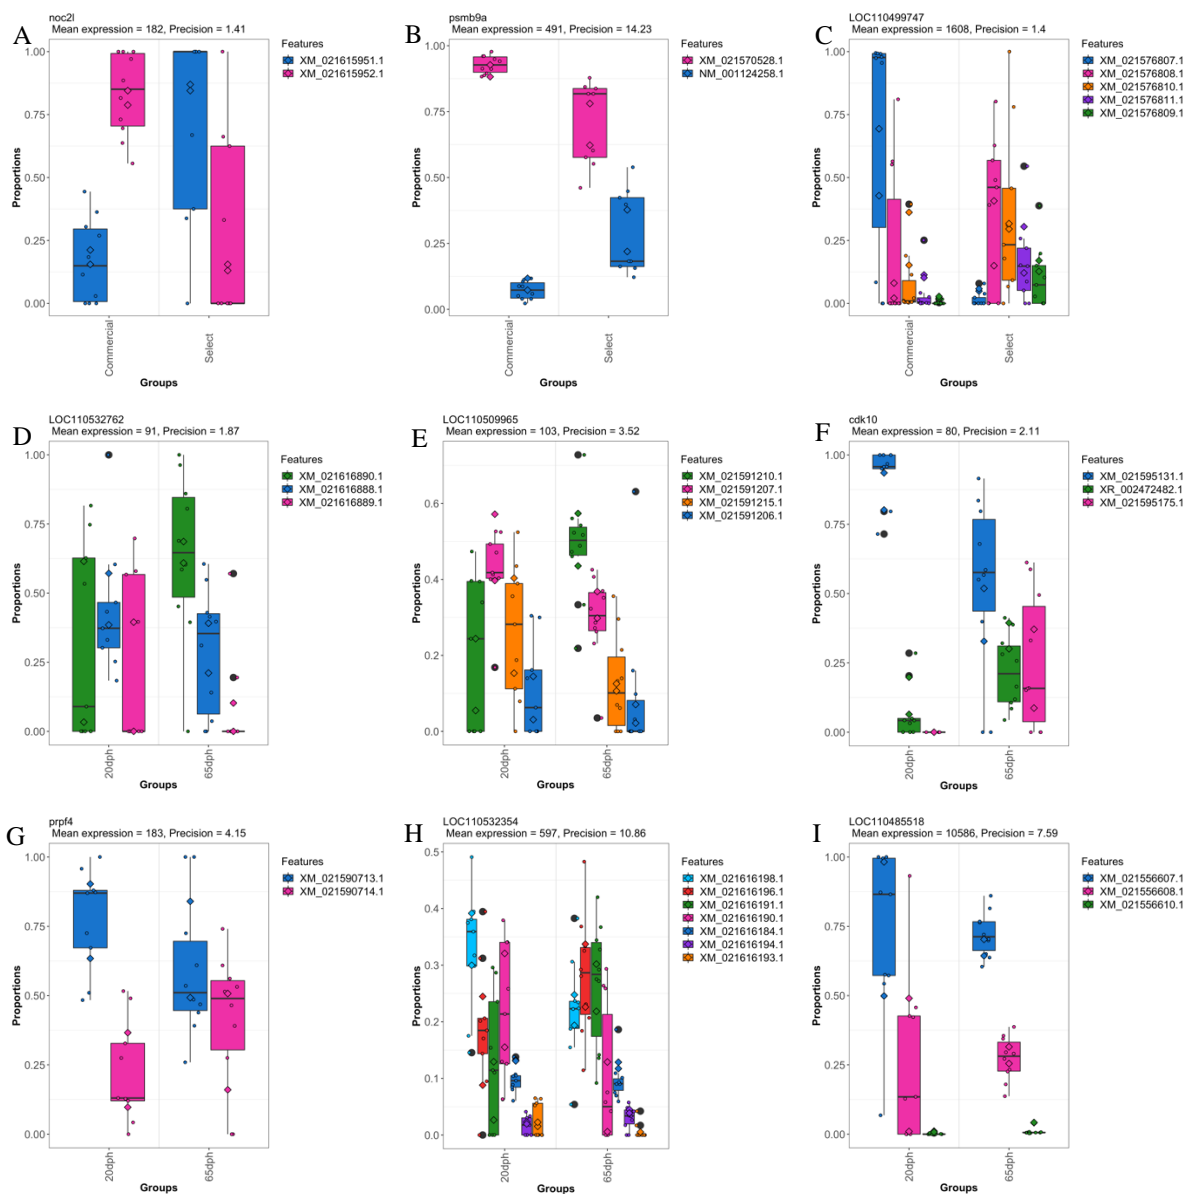 A
noc2l
Mean expression = 182, Precision = 1.41
1.00
0.75
0.50
0.25
0.00
Proportions
Commercial
Select
Groups
Features
XM_021615951.1
XM_021615952.1
B
psmb9a
Mean expression = 491, Precision = 14.23
1.00
0.75
0.50
0.25
0.00
Proportions
Commercial
Select
Groups
Features
XM_021570528.1
NM_001124258.1
C
LOC110499747
Mean expression = 1608, Precision = 1.4
1.00
0.75
0.50
0.25
0.00
Proportions
Commercial
Select
Groups
Features
XM_021576807.1
XM_021576808.1
XM_021576810.1
XM_021576811.1
XM_021576809.1
D
LOC110532762
Mean expression = 91, Precision = 1.87
1.00
0.75
0.50
0.25
0.00
Proportions
20dph
65dph
Groups
Features
XM_021616890.1
XM_021616888.1
XM_021616889.1
E
LOC110509965
Mean expression = 103, Precision = 3.52
0.6
0.4
0.2
0.0
Proportions
20dph
65dph
Groups
Features
XM_021591210.1
XM_021591207.1
XM_021591215.1
XM_021591206.1
F
cdk10
Mean expression = 80, Precision = 2.11
1.00
0.75
0.50
0.25
0.00
Proportions
20dph
65dph
Groups
Features
XM_021595131.1
XR_002472482.1
XM_021595175.1
G
prpf4
Mean expression = 183, Precision = 4.15
1.00
0.75
0.50
0.25
0.00
Proportions
20dph
65dph
Groups
Features
XM_021590713.1
XM_021590714.1
H
LOC110532354
Mean expression = 597, Precision = 10.86
0.5
0.4
0.3
0.2
0.1
0.0
Proportions
20dph
65dph
Groups
Features
XM_021616198.1
XM_021616196.1
XM_021616191.1
XM_021616190.1
XM_021616184.1
XM_021616194.1
XM_021616193.1
I
LOC110485518
Mean expression = 10586, Precision = 7.59
1.00
0.75
0.50
0.25
0.00
Proportions
20dph
65dph
Groups
Features
XM_021556607.1
XM_021556608.1
XM_021556610.1